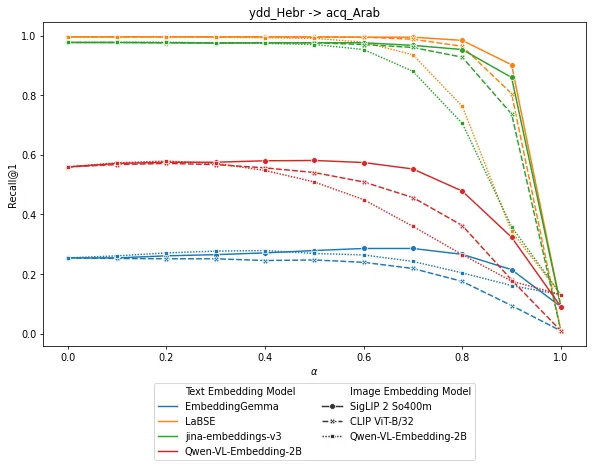 ydd_Hebr -> acq_Arab
1.0
0.8
0.6
0.4
0.2
0.0
Recall@1
0.0 0.2 0.4 0.6 0.8 1.0
α
Text Embedding Model Image Embedding Model
EmbeddingGemma SigLIP 2 So400m
LaBSE CLIP ViT-B/32
jina-embeddings-v3 Qwen-VL-Embedding-2B
Qwen-VL-Embedding-2B